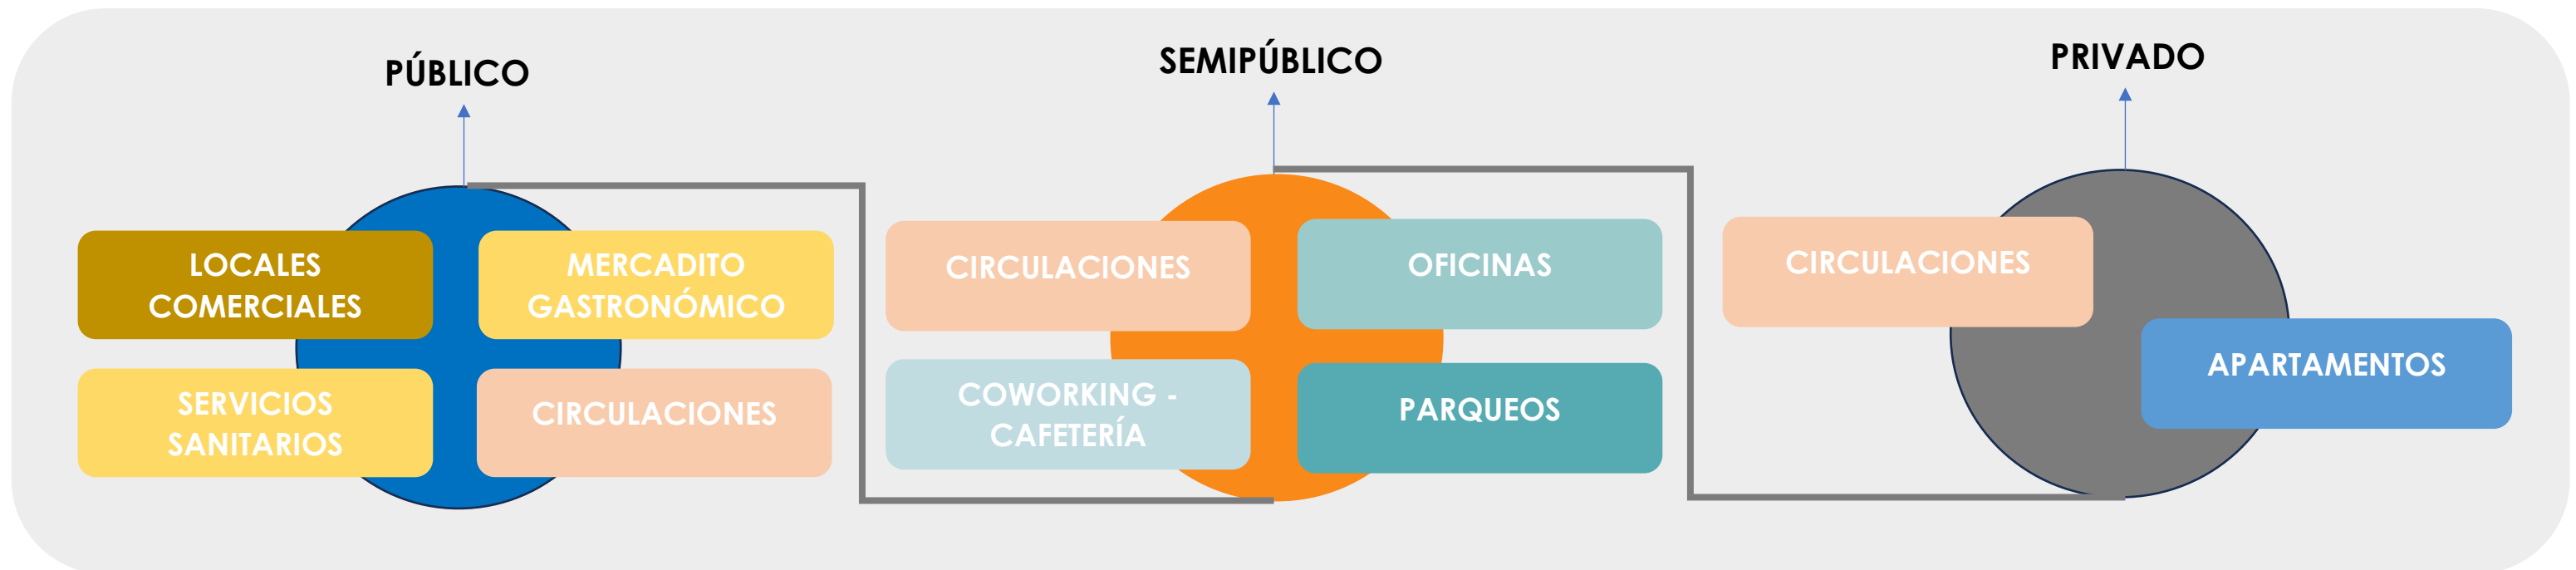 PÚBLICO
LOCALES
COMERCIALES
MERCADITO
GASTRONÓMICO
SERVICIOS
SANITARIOS
CIRCULACIONES
SEMIPÚBLICO
CIRCULACIONES
OFICINAS
COWORKING -
CAFETERÍA
PARQUEOS
PRIVADO
CIRCULACIONES
APARTAMENTOS